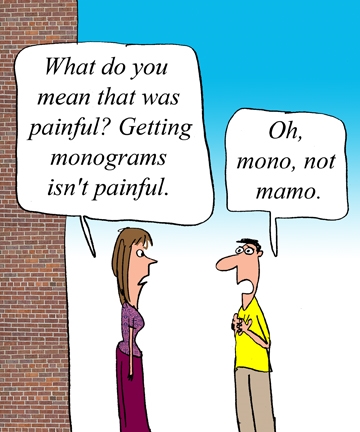 What do you
mean that was
painful? Getting
monograms
isn't painful.
Oh,
mono, not
mamo.